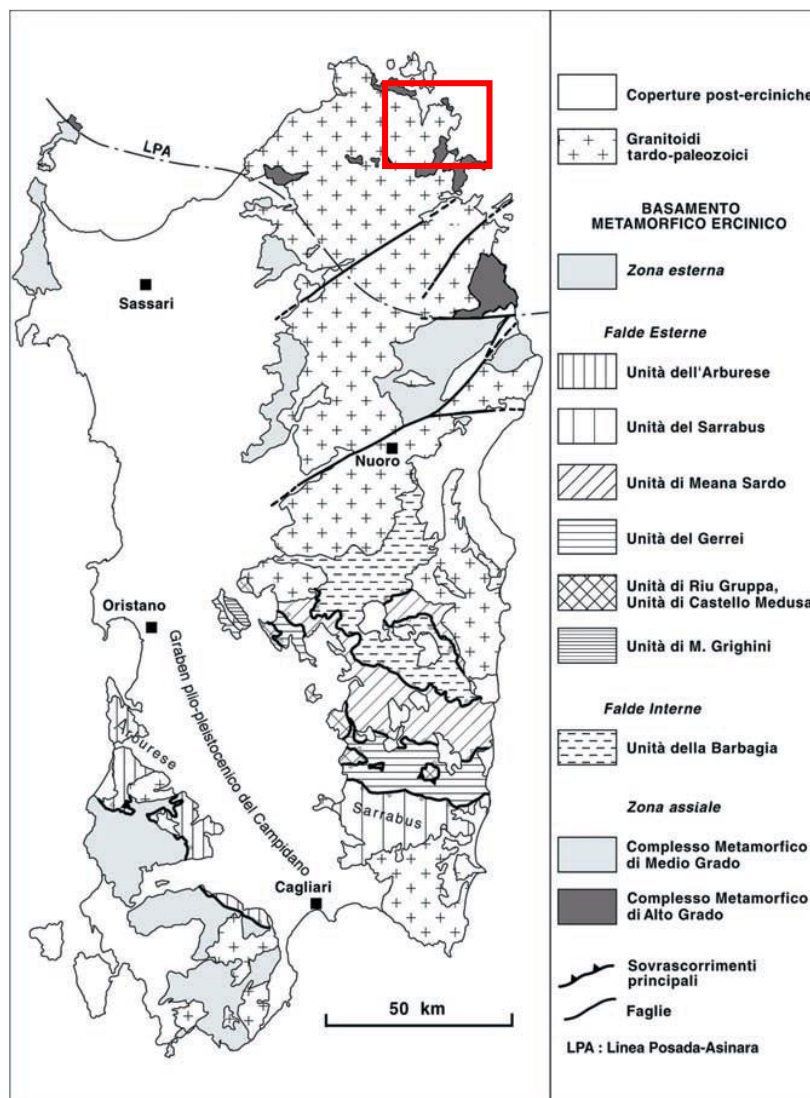 LPA
Sassari
Nuoro
Oristano
Graben plio-pleistocenico del Campidano
Arburese
Sarrabus
Cagliari
50 km
Coperture post-erciniche
Granitoidi
tardo-paleozoici
BASAMENTO
METAMORFICO ERCINICO
Zona esterna
Falde Esterne
Unità dell'Arburese
Unità del Sarrabus
Unità di Meana Sardo
Unità del Gerrei
Unità di Riu Gruppa,
Unità di Castello Medusa
Unità di M. Grighini
Falde Interne
Unità della Barbagia
Zona assiale
Complesso Metamorfico
di Medio Grado
Complesso Metamorfico
di Alto Grado
Sovrascorrimenti
principali
Faglie
LPA : Linea Posada-Asinara